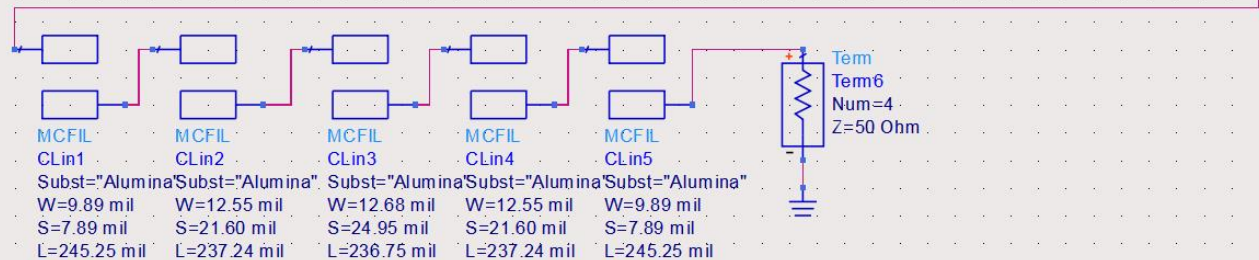 MCFIL
CLin1
Subst="Alumina"
W=9.89 mil
S=7.89 mil
L=245.25 mil
MCFIL
CLin2
Subst="Alumina"
W=12.55 mil
S=21.60 mil
L=237.24 mil
MCFIL
CLin3
Subst="Alumina"
W=12.68 mil
S=24.95 mil
L=236.75 mil
MCFIL
CLin4
Subst="Alumina"
W=12.55 mil
S=21.60 mil
L=237.24 mil
MCFIL
CLin5
Subst="Alumina"
W=9.89 mil
S=7.89 mil
L=245.25 mil
+
-
Term
Term6
Num=4
Z=50 Ohm